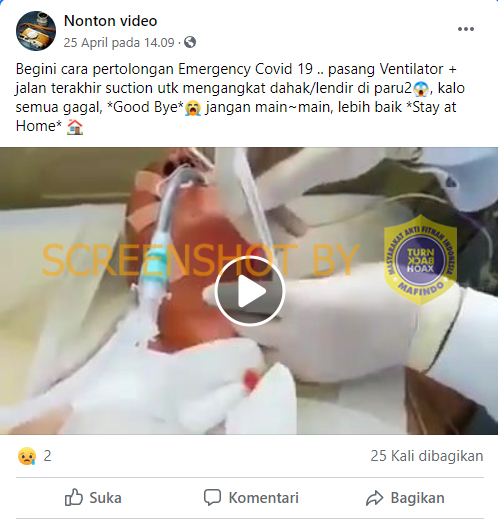 Nonton video
25 April pada 14.09 ·
Begini cara pertolongan Emergency Covid 19 .. pasang Ventilator +
jalan terakhir suction utk mengangkat dahak/lendir di paru2😱, kalo
semua gagal, *Good Bye*😭 jangan main~main, lebih baik *Stay at
Home* 🏠
SCREENSHOT BY
MASYARAKAT ANTI FITNAH INDONESIA
TURN
BACK
HOAX
MAFINDO
2
25 Kali dibagikan
Suka
Komentari
Bagikan